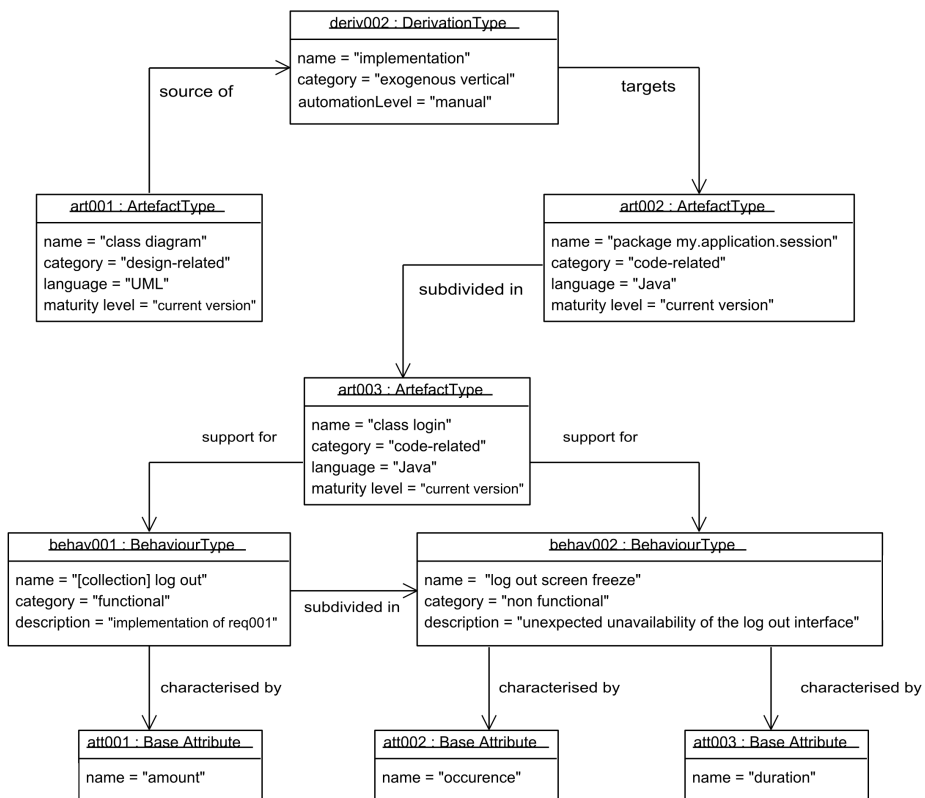 deriv002 : DerivationType
name = "implementation"
category = "exogenous vertical"
automationLevel = "manual"
source of
targets
art001 : ArtefactType
name = "class diagram"
category = "design-related"
language = "UML"
maturity level = "current version"
art002 : ArtefactType
name = "package my.application.session"
category = "code-related"
language = "Java"
maturity level = "current version"
subdivided in
art003 : ArtefactType
name = "class login"
category = "code-related"
language = "Java"
maturity level = "current version"
support for
support for
behav001 : BehaviourType
name = "[collection] log out"
category = "functional"
description = "implementation of req001"
subdivided in
behav002 : BehaviourType
name =  "log out screen freeze"
category = "non functional"
description = "unexpected unavailability of the log out interface"
characterised by
characterised by
characterised by
att001 : Base Attribute
name = "amount"
att002 : Base Attribute
name = "occurence"
att003 : Base Attribute
name = "duration"